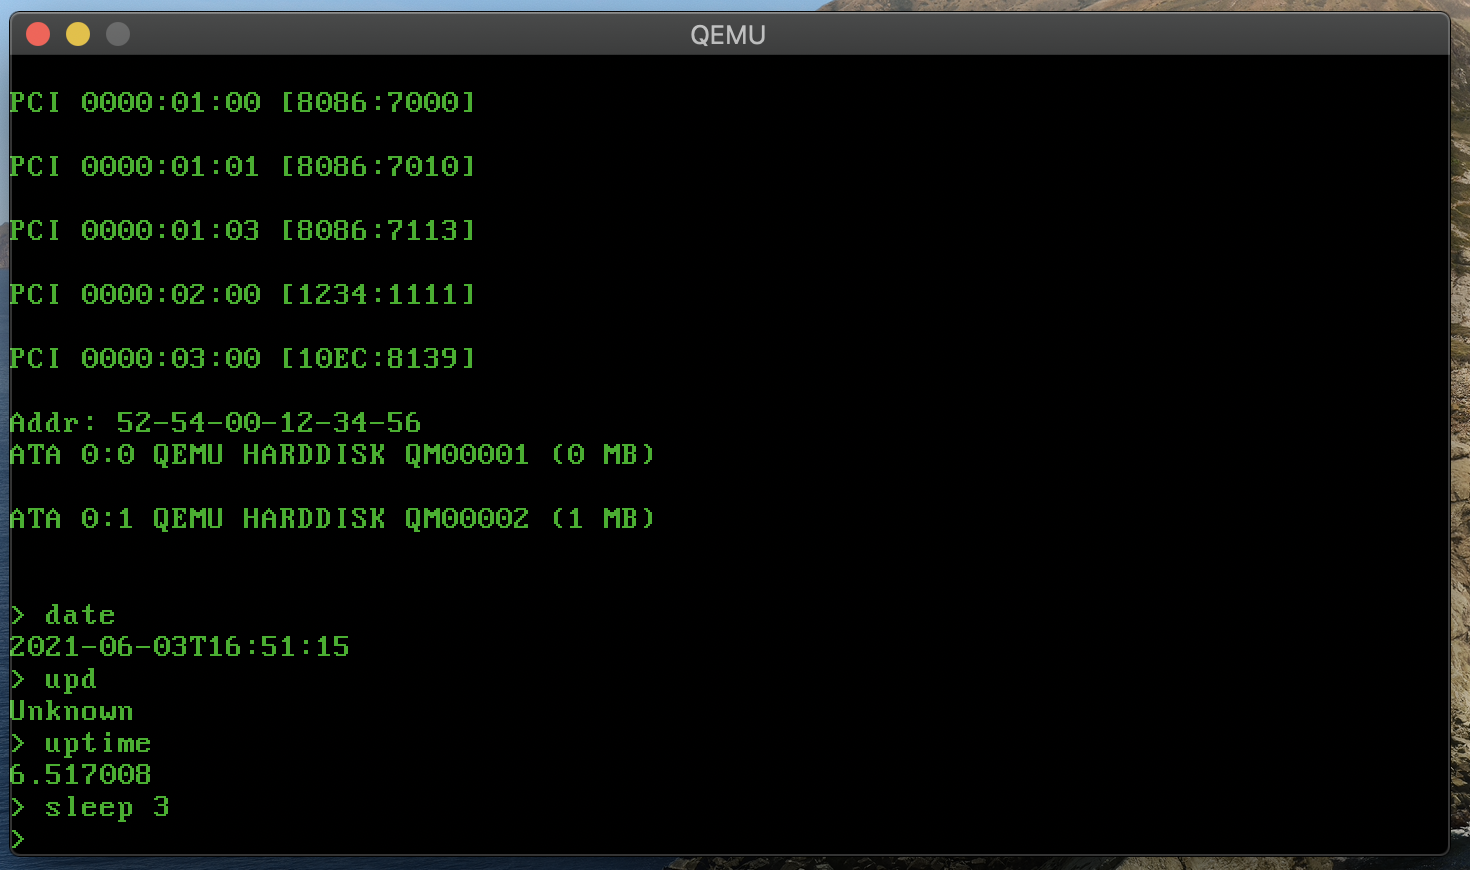 QEMU
PCI 0000:01:00 [8086:7000]
PCI 0000:01:01 [8086:7010]
PCI 0000:01:03 [8086:7113]
PCI 0000:02:00 [1234:1111]
PCI 0000:03:00 [10EC:8139]
Addr: 52-54-00-12-34-56
ATA 0:0 QEMU HARDDISK QM00001 (0 MB)
ATA 0:1 QEMU HARDDISK QM00002 (1 MB)
> date
2021-06-03T16:51:15
> upd
Unknown
> uptime
6.517008
> sleep 3
>